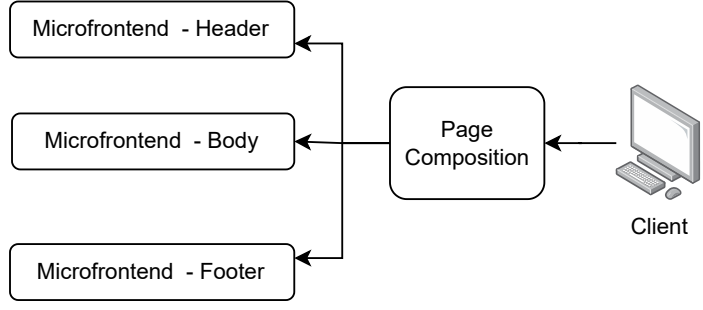 Microfrontend - Header
Microfrontend - Body
Page
Composition
Client
Microfrontend - Footer